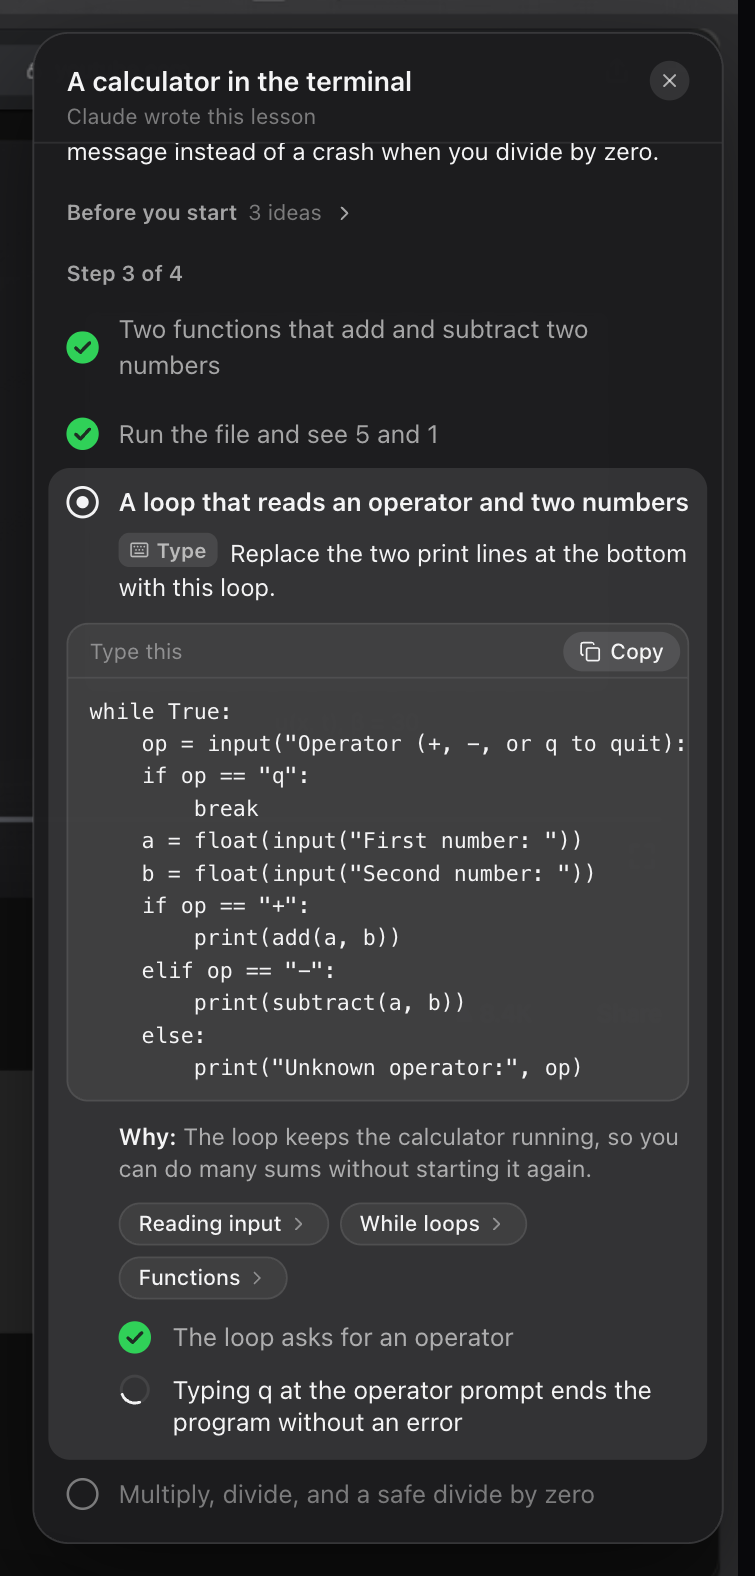 A calculator in the terminal
Claude wrote this lesson
message instead of a crash when you divide by zero.
Before you start 3 ideas
Step 3 of 4
Two functions that add and subtract two
numbers
Run the file and see 5 and 1
A loop that reads an operator and two numbers
Type Replace the two print lines at the bottom
with this loop.
Type this
Copy
while True:
    op = input("Operator (+, −, or q to quit):
    if op == "q":
        break
    a = float(input("First number: "))
    b = float(input("Second number: "))
    if op == "+":
        print(add(a, b))
    elif op == "−":
        print(subtract(a, b))
    else:
        print("Unknown operator:", op)
Why: The loop keeps the calculator running, so you
can do many sums without starting it again.
Reading input
While loops
Functions
The loop asks for an operator
Typing q at the operator prompt ends the
program without an error
Multiply, divide, and a safe divide by zero